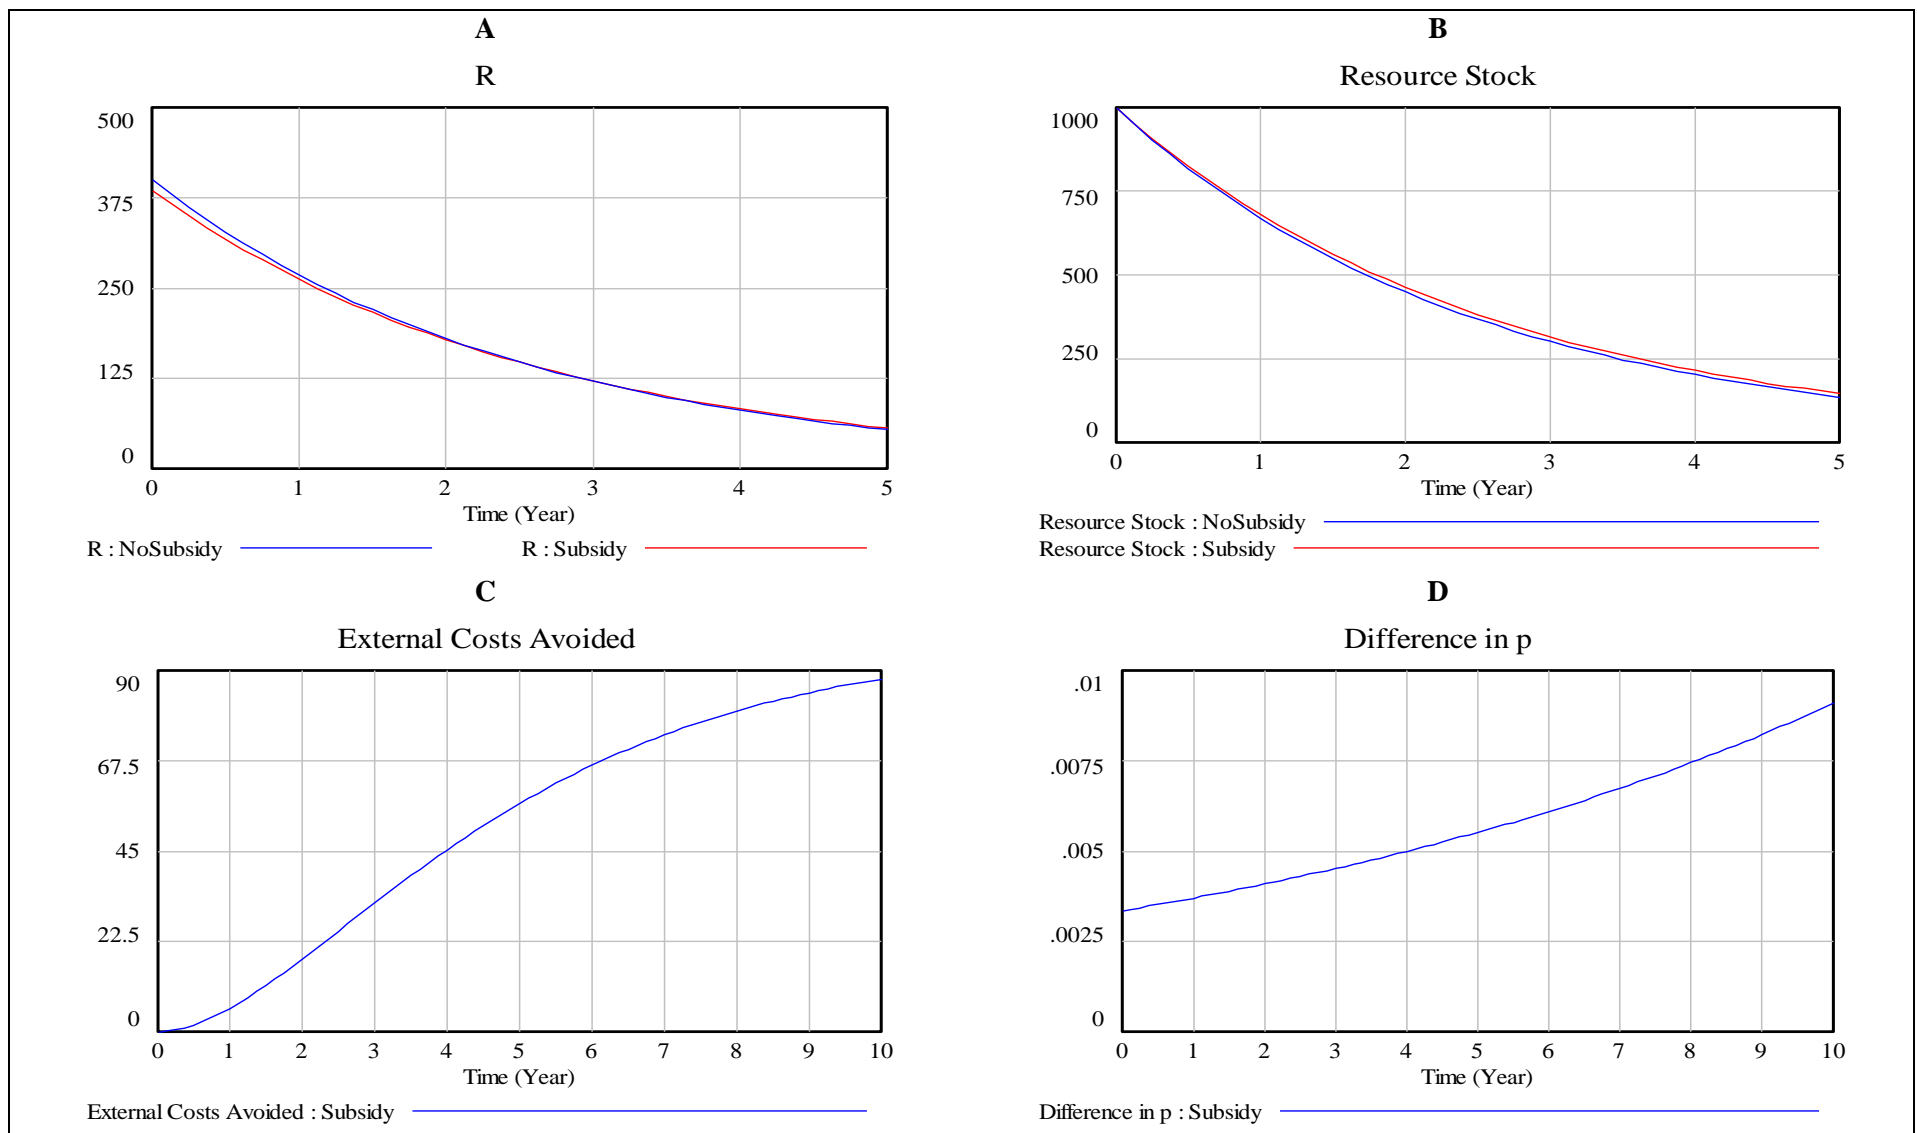 A
R
500
375
250
125
0
0 1 2 3 4 5
Time (Year)
R : NoSubsidy R : Subsidy
B
Resource Stock
1000
750
500
250
0
0 1 2 3 4 5
Time (Year)
Resource Stock : NoSubsidy
Resource Stock : Subsidy
C
External Costs Avoided
90
67.5
45
22.5
0
0 1 2 3 4 5 6 7 8 9 10
Time (Year)
External Costs Avoided : Subsidy
D
Difference in p
.01
.0075
.005
.0025
0
0 1 2 3 4 5 6 7 8 9 10
Time (Year)
Difference in p : Subsidy